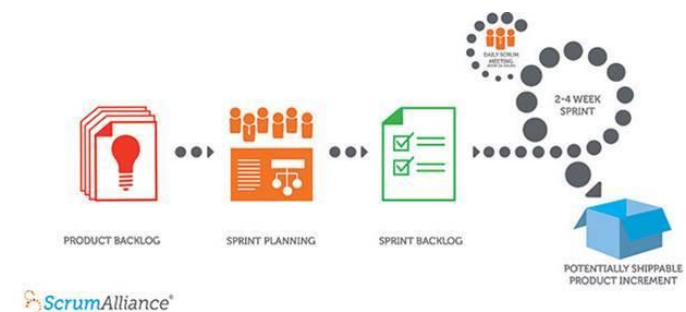 DAILY SCRUM
MEETING
2-4 WEEK
SPRINT
PRODUCT BACKLOG
SPRINT PLANNING
SPRINT BACKLOG
POTENTIALLY SHIPPABLE
PRODUCT INCREMENT
ScrumAlliance®